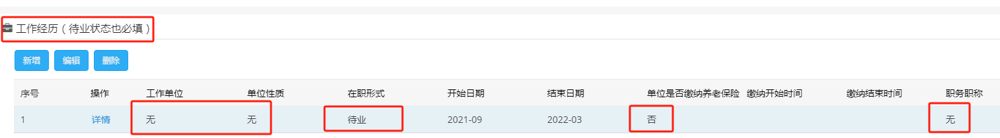 工作经历（待业状态也必填）
新增 编辑 删除
序号 操作 工作单位 单位性质 在职形式 开始日期 结束日期 单位是否缴纳养老保险 缴纳开始时间 缴纳结束时间 职务职称
1 详情 无 无 待业 2021-09 2022-03 否 无